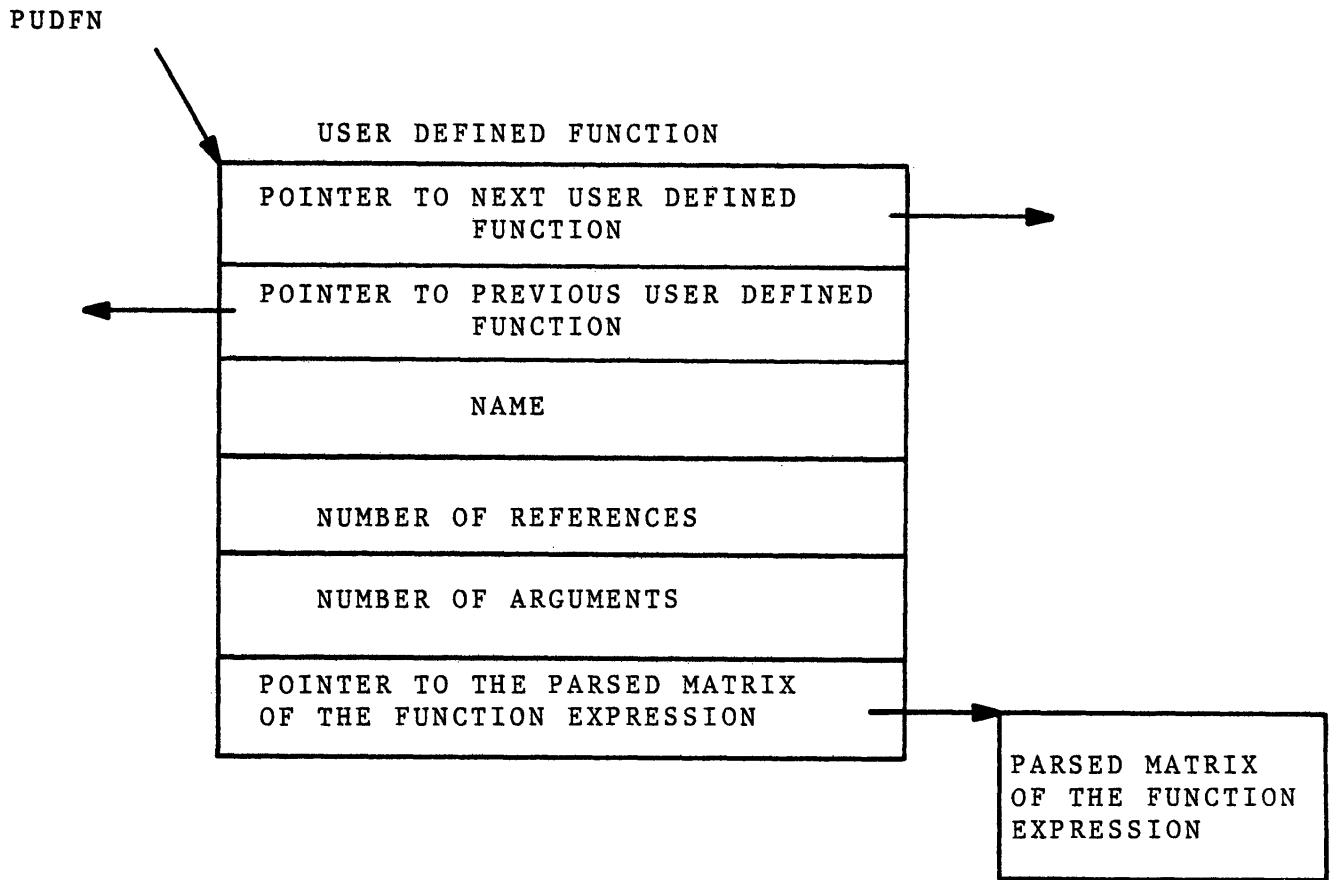 PUDFN
USER DEFINED FUNCTION
POINTER TO NEXT USER DEFINED
FUNCTION
POINTER TO PREVIOUS USER DEFINED
FUNCTION
NAME
NUMBER OF REFERENCES
NUMBER OF ARGUMENTS
POINTER TO THE PARSED MATRIX
OF THE FUNCTION EXPRESSION
PARSED MATRIX
OF THE FUNCTION
EXPRESSION